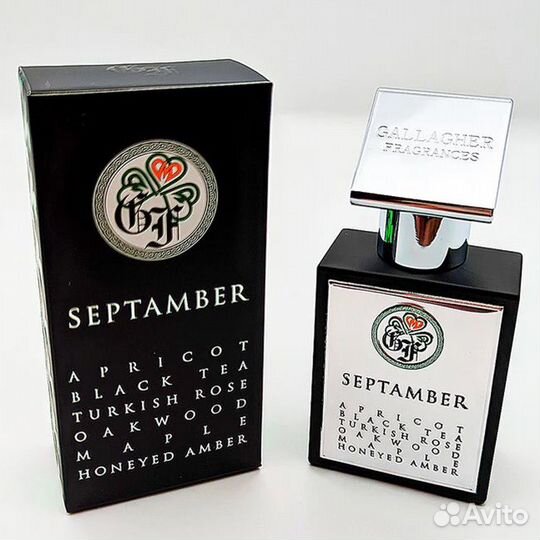 GF
SEPTAMBER
APRICOT
BLACK TEA
TURKISH ROSE
OAKWOOD
MAPLE
HONEYED AMBER
GALLAGHER
FRAGRANCES
GF
SEPTAMBER
APRICOT
BLACK TEA
TURKISH ROSE
OAKWOOD
MAPLE
HONEYED AMBER
Avito